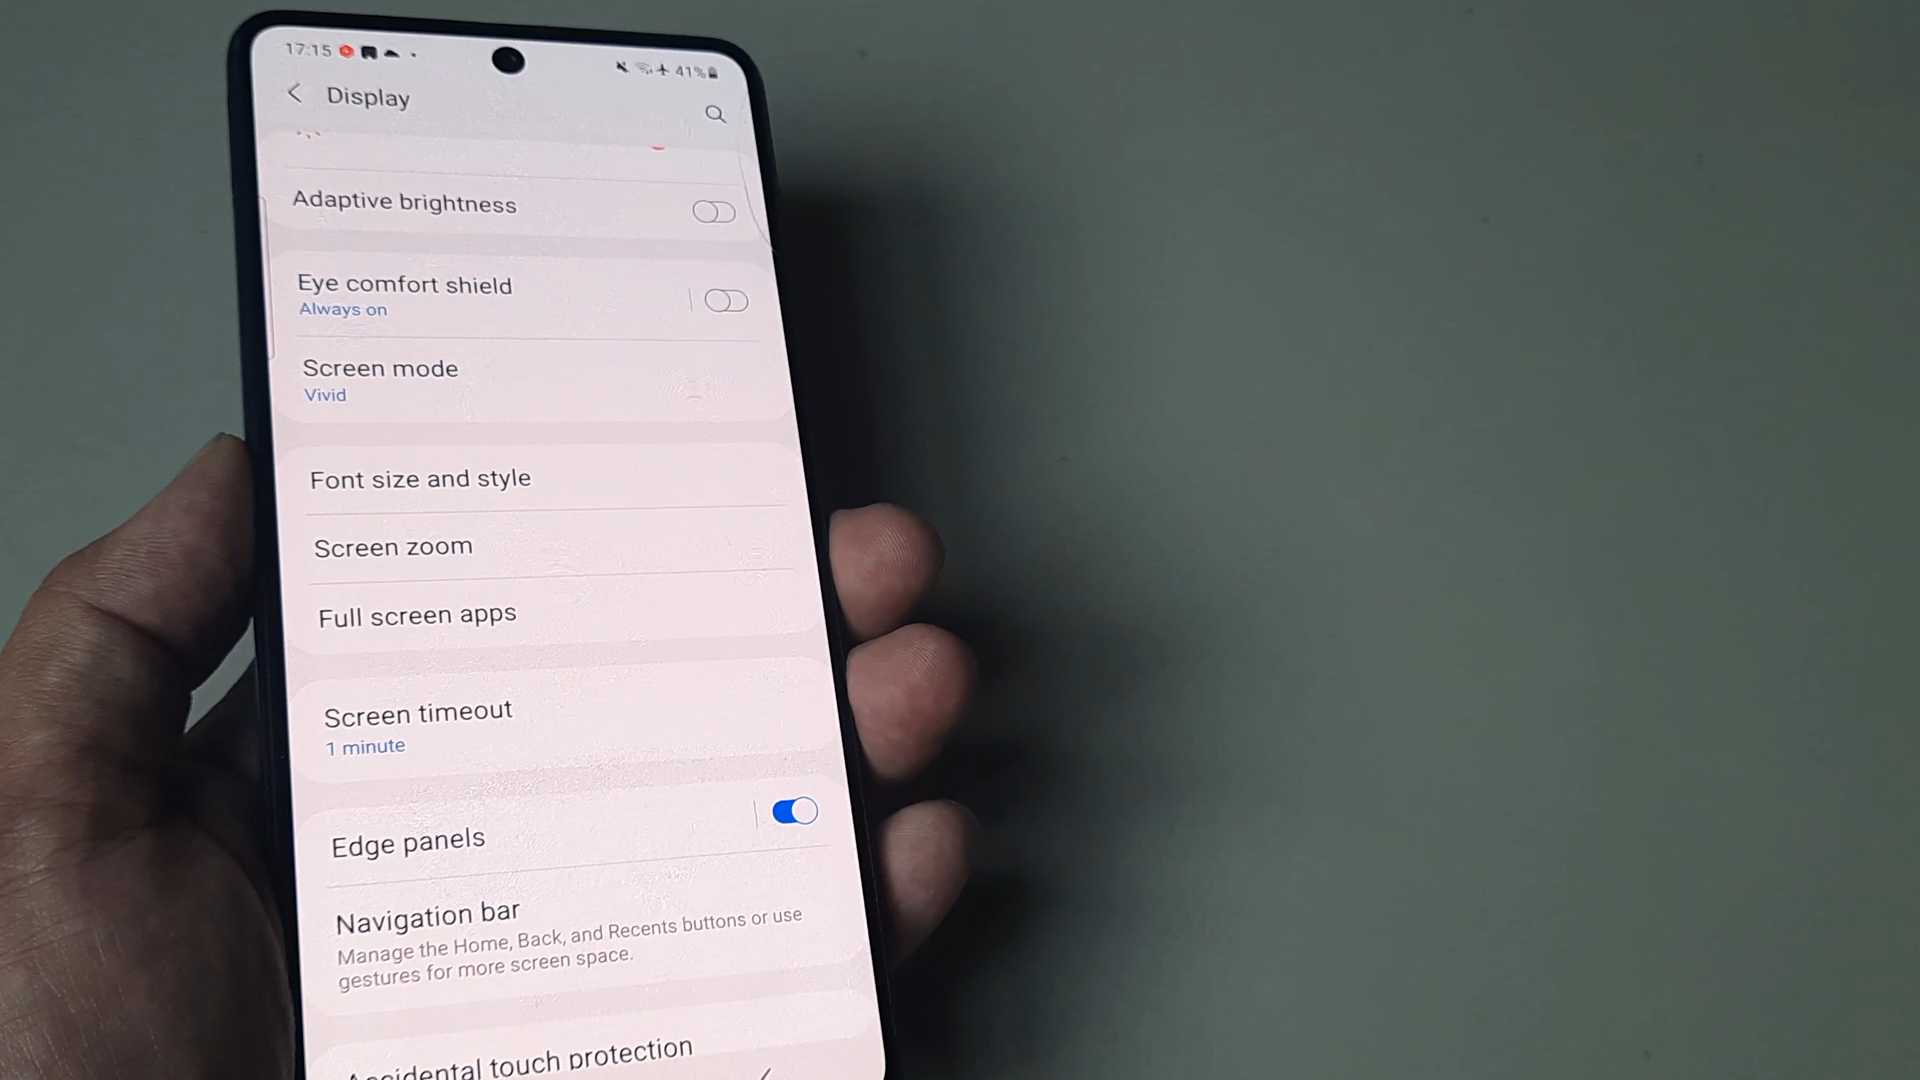 17:15
41%
Display
Adaptive brightness
Eye comfort shield
Always on
Screen mode
Vivid
Font size and style
Screen zoom
Full screen apps
Screen timeout
1 minute
Edge panels
Navigation bar
Manage the Home, Back, and Recents buttons or use
gestures for more screen space.
Accidental touch protection